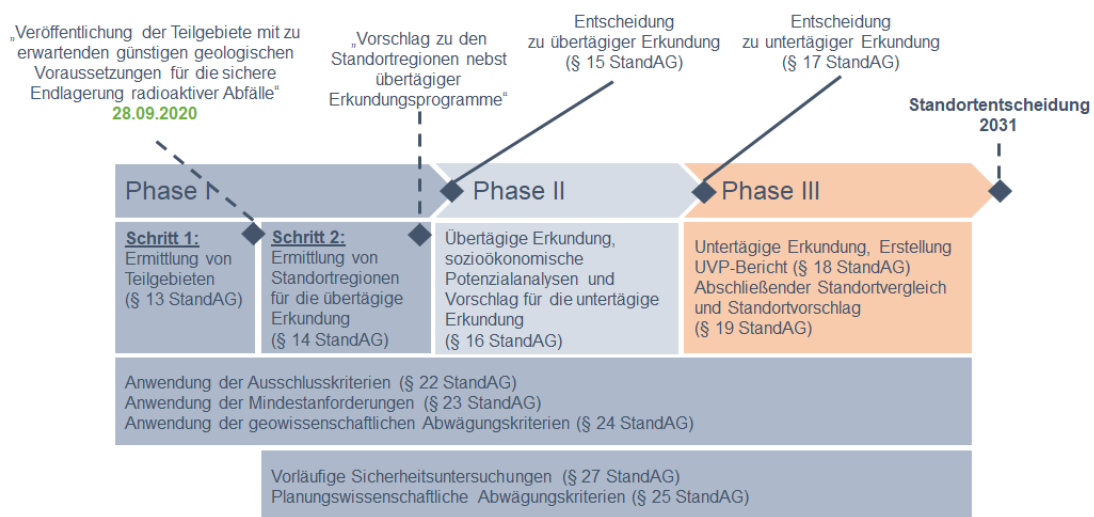 „Veröffentlichung der Teilgebiete mit zu
erwartenden günstigen geologischen
Voraussetzungen für die sichere
Endlagerung radioaktiver Abfälle“
28.09.2020
„Vorschlag zu den
Standortregionen nebst
übertägiger
Erkundungsprogramme“
Entscheidung
zu übertägiger Erkundung
(§ 15 StandAG)
Entscheidung
zu untertägiger Erkundung
(§ 17 StandAG)
Standortentscheidung
2031
Phase I
Phase II
Phase III
Schritt 1:
Ermittlung von
Teilgebieten
(§ 13 StandAG)
Schritt 2:
Ermittlung von
Standortregionen
für die übertägige
Erkundung
(§ 14 StandAG)
Übertägige Erkundung,
sozioökonomische
Potenzialanalysen und
Vorschlag für die untertägige
Erkundung
(§ 16 StandAG)
Untertägige Erkundung, Erstellung
UVP-Bericht (§ 18 StandAG)
Abschließender Standortvergleich
und Standortvorschlag
(§ 19 StandAG)
Anwendung der Ausschlusskriterien (§ 22 StandAG)
Anwendung der Mindestanforderungen (§ 23 StandAG)
Anwendung der geowissenschaftlichen Abwägungskriterien (§ 24 StandAG)
Vorläufige Sicherheitsuntersuchungen (§ 27 StandAG)
Planungswissenschaftliche Abwägungskriterien (§ 25 StandAG)